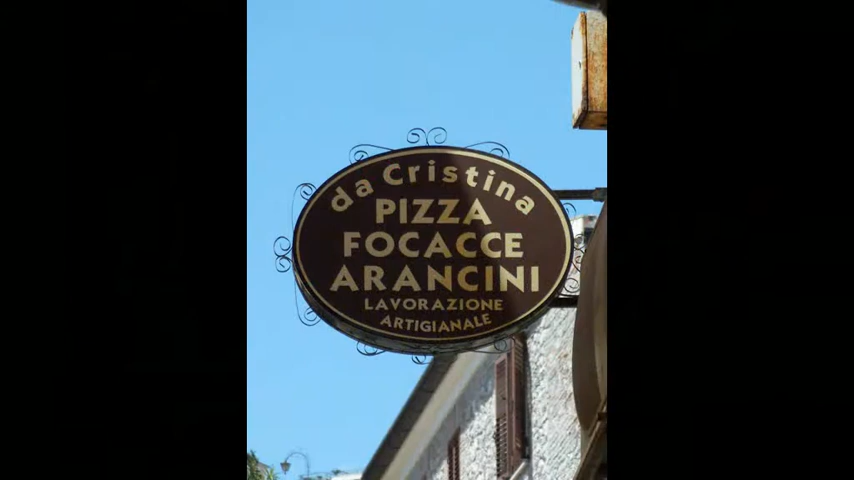 da Cristina
PIZZA
FOCACCE
ARANCINI
LAVORAZIONE
ARTIGIANALE